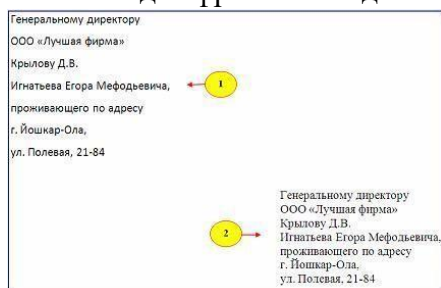 Генеральному директору
ООО «Лучшая фирма»
Крылову Д.В.
Игнатьева Егора Мефодьевича,
1
проживающего по адресу
г. Йошкар-Ола,
ул. Полевая, 21-84
Генеральному директору
ООО «Лучшая фирма»
Крылову Д.В.
2
Игнатьева Егора Мефодьевича,
проживающего по адресу
г. Йошкар-Ола,
ул. Полевая, 21-84